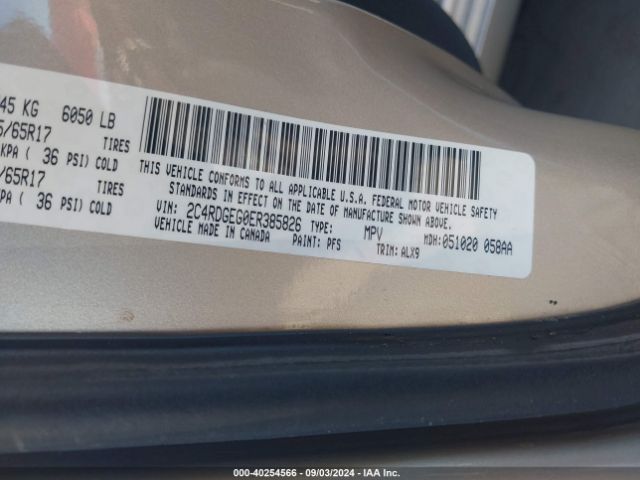 45 KG 6050 LB
5/65R17 TIRES
KPA ( 36 PSI) COLD
/65R17 TIRES
KPA ( 36 PSI) COLD
THIS VEHICLE CONFORMS TO ALL APPLICABLE U.S.A. FEDERAL MOTOR VEHICLE SAFETY
STANDARDS IN EFFECT ON THE DATE OF MANUFACTURE SHOWN ABOVE.
VIN: 2C4RDGEG0ER385826 TYPE: MPV MDH:051020 058AA
VEHICLE MADE IN CANADA PAINT: PFS TRIM: ALX9
000-40254566 - 09/03/2024 - IAA Inc.